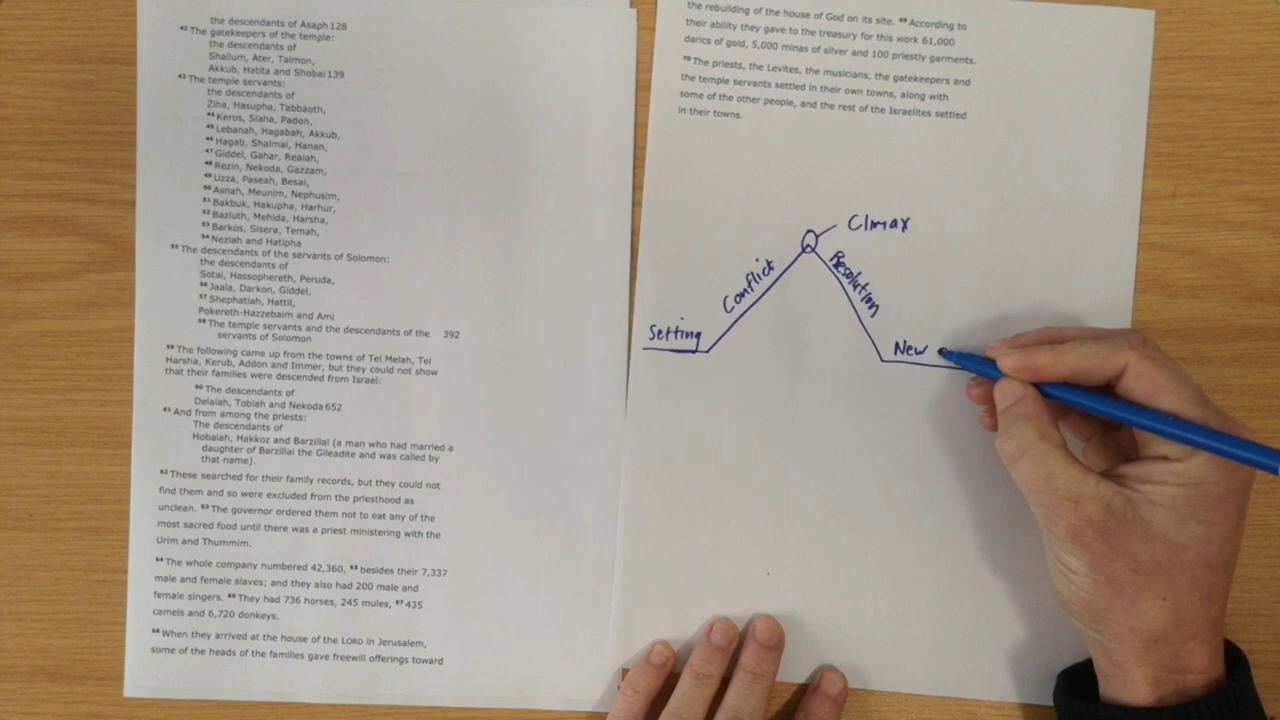 the descendants of Asaph 128
42 The gatekeepers of the temple:
the descendants of
Shallum, Ater, Talmon,
Akkub, Hatita and Shobai 139
43 The temple servants:
the descendants of
Ziha, Hasupha, Tabbaoth,
44 Keros, Siaha, Padon,
45 Lebanah, Hagabah, Akkub,
46 Hagab, Shalmai, Hanan,
47 Giddel, Gahar, Reaiah,
48 Rezin, Nekoda, Gazzam,
49 Uzza, Paseah, Besai,
50 Asnah, Meunim, Nephusim,
51 Bakbuk, Hakupha, Harhur,
52 Bazluth, Mehida, Harsha,
53 Barkos, Sisera, Temah,
54 Neziah and Hatipha
55 The descendants of the servants of Solomon:
the descendants of
Sotai, Hassophereth, Peruda,
56 Jaala, Darkon, Giddel,
57 Shephatiah, Hattil,
Pokereth-Hazzebaim and Ami
58 The temple servants and the descendants of the 392
servants of Solomon
59 The following came up from the towns of Tel Melah, Tel
Harsha, Kerub, Addon and Immer, but they could not show
that their families were descended from Israel:
60 The descendants of
Delaiah, Tobiah and Nekoda 652
61 And from among the priests:
The descendants of
Hobaiah, Hakkoz and Barzillai (a man who had married a
daughter of Barzillai the Gileadite and was called by
that name).
62 These searched for their family records, but they could not
find them and so were excluded from the priesthood as
unclean. 63 The governor ordered them not to eat any of the
most sacred food until there was a priest ministering with the
Urim and Thummim.
64 The whole company numbered 42,360, 65 besides their 7,337
male and female slaves; and they also had 200 male and
female singers. 66 They had 736 horses, 245 mules, 67 435
camels and 6,720 donkeys.
68 When they arrived at the house of the LORD in Jerusalem,
some of the heads of the families gave freewill offerings toward
the rebuilding of the house of God on its site. 69 According to
their ability they gave to the treasury for this work 61,000
darics of gold, 5,000 minas of silver and 100 priestly garments.
70 The priests, the Levites, the musicians, the gatekeepers and
the temple servants settled in their own towns, along with
some of the other people, and the rest of the Israelites settled
in their towns.
Climax
Conflict
Resolution
Setting
New